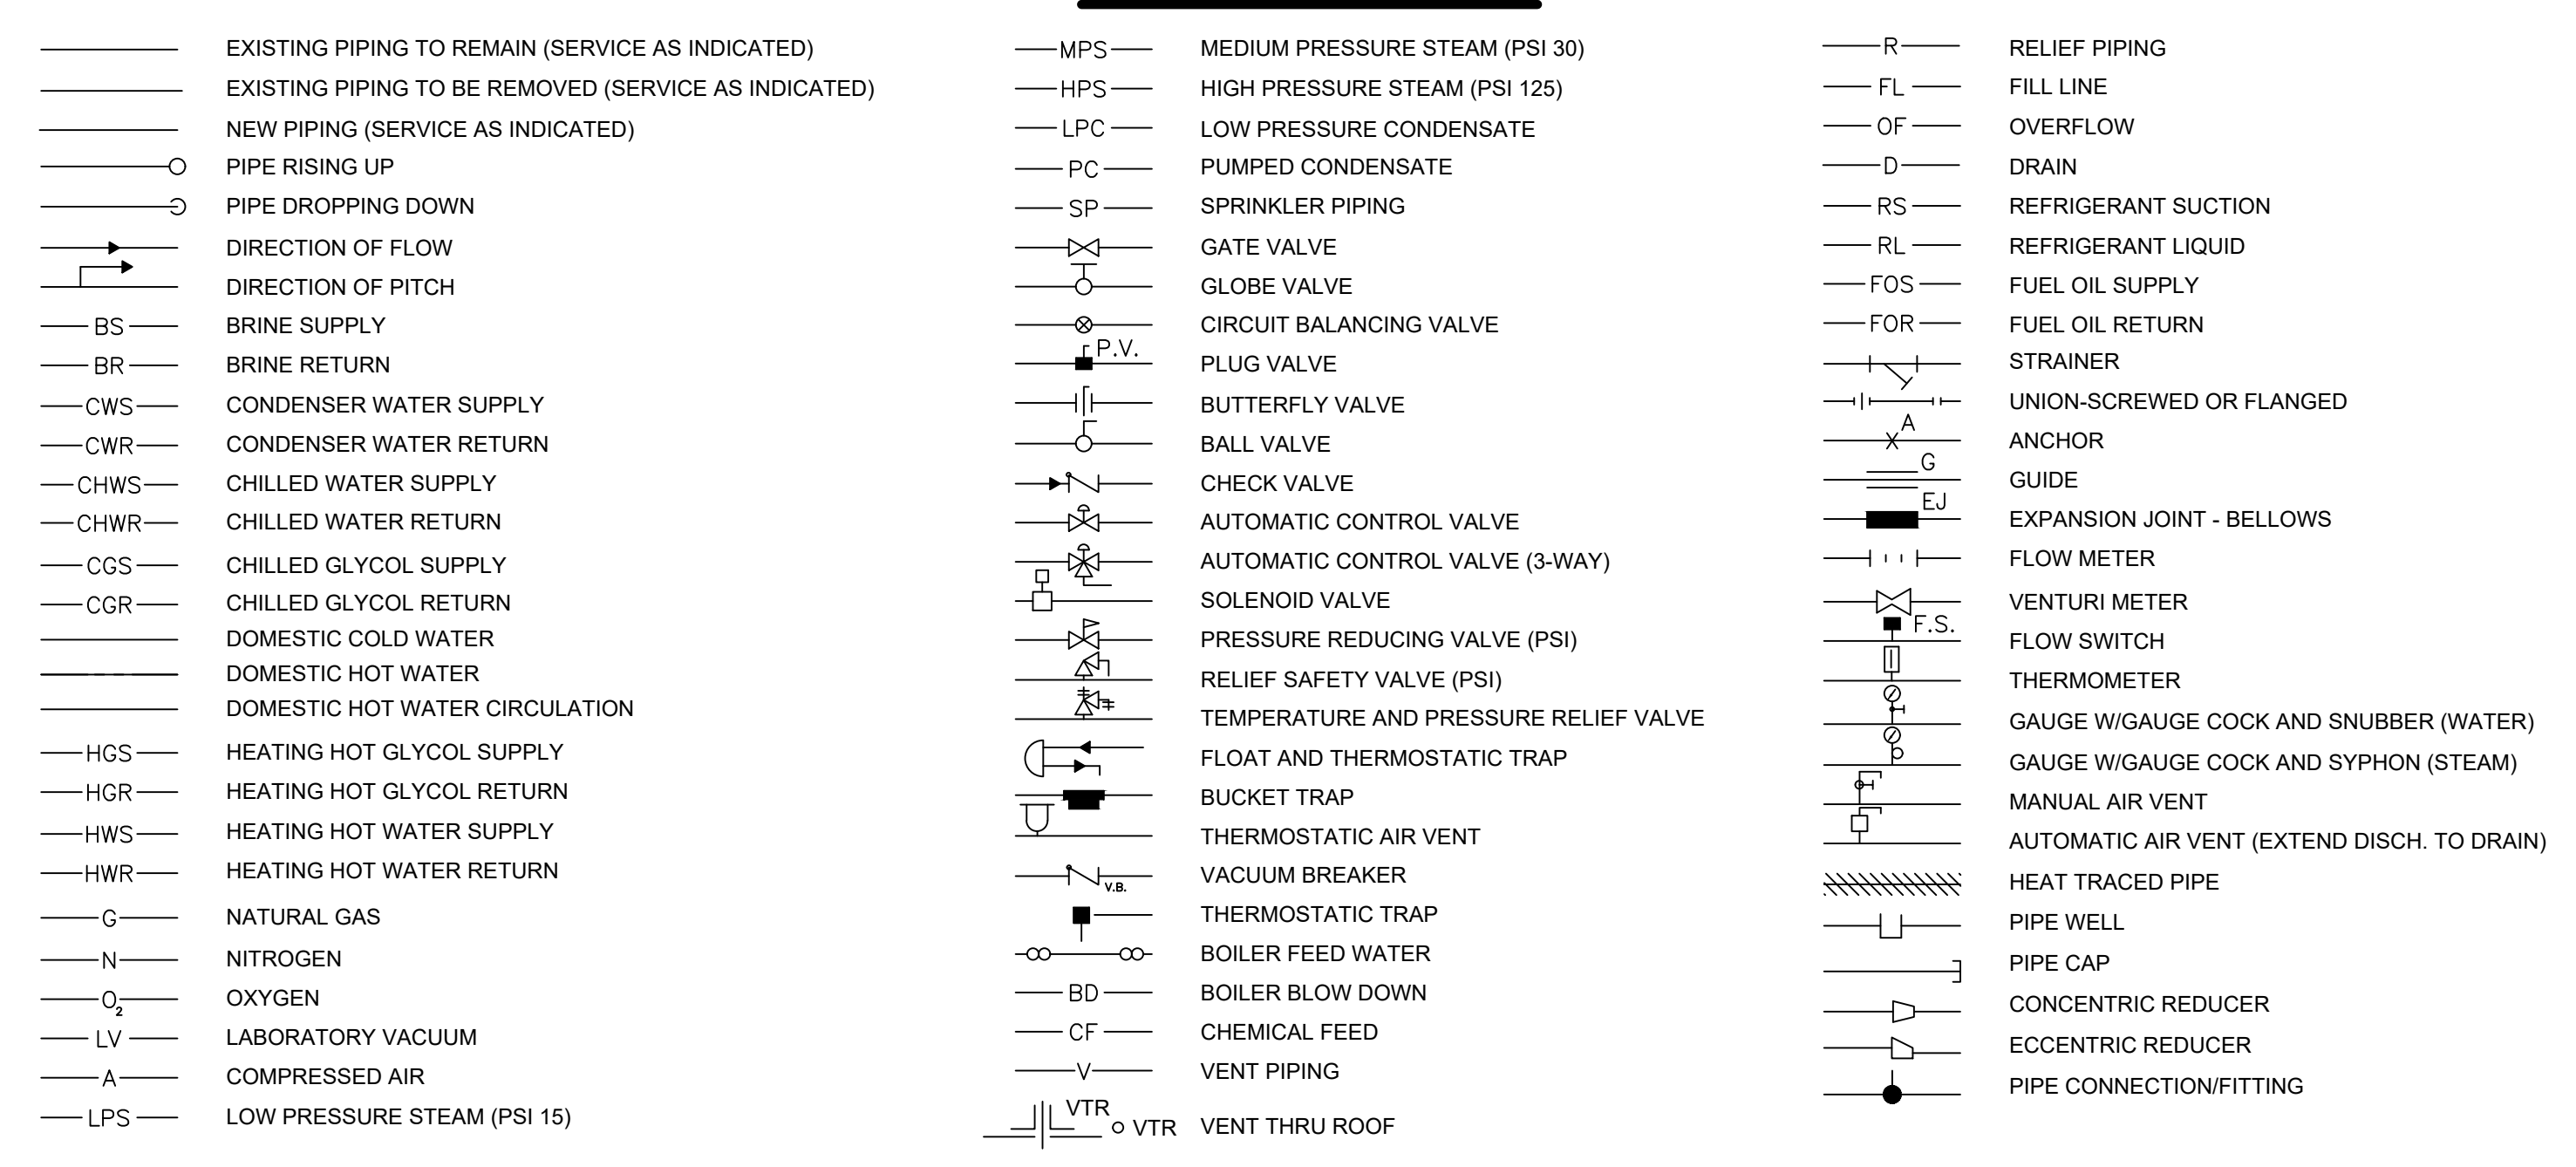 EXISTING PIPING TO REMAIN (SERVICE AS INDICATED)
EXISTING PIPING TO BE REMOVED (SERVICE AS INDICATED)
NEW PIPING (SERVICE AS INDICATED)
PIPE RISING UP
PIPE DROPPING DOWN
DIRECTION OF FLOW
DIRECTION OF PITCH
BS BRINE SUPPLY
BR BRINE RETURN
CWS CONDENSER WATER SUPPLY
CWR CONDENSER WATER RETURN
CHWS CHILLED WATER SUPPLY
CHWR CHILLED WATER RETURN
CGS CHILLED GLYCOL SUPPLY
CGR CHILLED GLYCOL RETURN
DOMESTIC COLD WATER
DOMESTIC HOT WATER
DOMESTIC HOT WATER CIRCULATION
HGS HEATING HOT GLYCOL SUPPLY
HGR HEATING HOT GLYCOL RETURN
HWS HEATING HOT WATER SUPPLY
HWR HEATING HOT WATER RETURN
G NATURAL GAS
N NITROGEN
O2 OXYGEN
LV LABORATORY VACUUM
A COMPRESSED AIR
LPS LOW PRESSURE STEAM (PSI 15)
MPS MEDIUM PRESSURE STEAM (PSI 30)
HPS HIGH PRESSURE STEAM (PSI 125)
LPC LOW PRESSURE CONDENSATE
PC PUMPED CONDENSATE
SP SPRINKLER PIPING
GATE VALVE
GLOBE VALVE
CIRCUIT BALANCING VALVE
P.V. PLUG VALVE
BUTTERFLY VALVE
BALL VALVE
CHECK VALVE
AUTOMATIC CONTROL VALVE
AUTOMATIC CONTROL VALVE (3-WAY)
SOLENOID VALVE
PRESSURE REDUCING VALVE (PSI)
RELIEF SAFETY VALVE (PSI)
TEMPERATURE AND PRESSURE RELIEF VALVE
FLOAT AND THERMOSTATIC TRAP
BUCKET TRAP
THERMOSTATIC AIR VENT
V.B. VACUUM BREAKER
THERMOSTATIC TRAP
BOILER FEED WATER
BD BOILER BLOW DOWN
CF CHEMICAL FEED
V VENT PIPING
VTR VTR VENT THRU ROOF
R RELIEF PIPING
FL FILL LINE
OF OVERFLOW
D DRAIN
RS REFRIGERANT SUCTION
RL REFRIGERANT LIQUID
FOS FUEL OIL SUPPLY
FOR FUEL OIL RETURN
STRAINER
UNION-SCREWED OR FLANGED
A ANCHOR
G GUIDE
EJ EXPANSION JOINT - BELLOWS
FLOW METER
VENTURI METER
F.S. FLOW SWITCH
THERMOMETER
GAUGE W/GAUGE COCK AND SNUBBER (WATER)
GAUGE W/GAUGE COCK AND SYPHON (STEAM)
MANUAL AIR VENT
AUTOMATIC AIR VENT (EXTEND DISCH. TO DRAIN)
HEAT TRACED PIPE
PIPE WELL
PIPE CAP
CONCENTRIC REDUCER
ECCENTRIC REDUCER
PIPE CONNECTION/FITTING